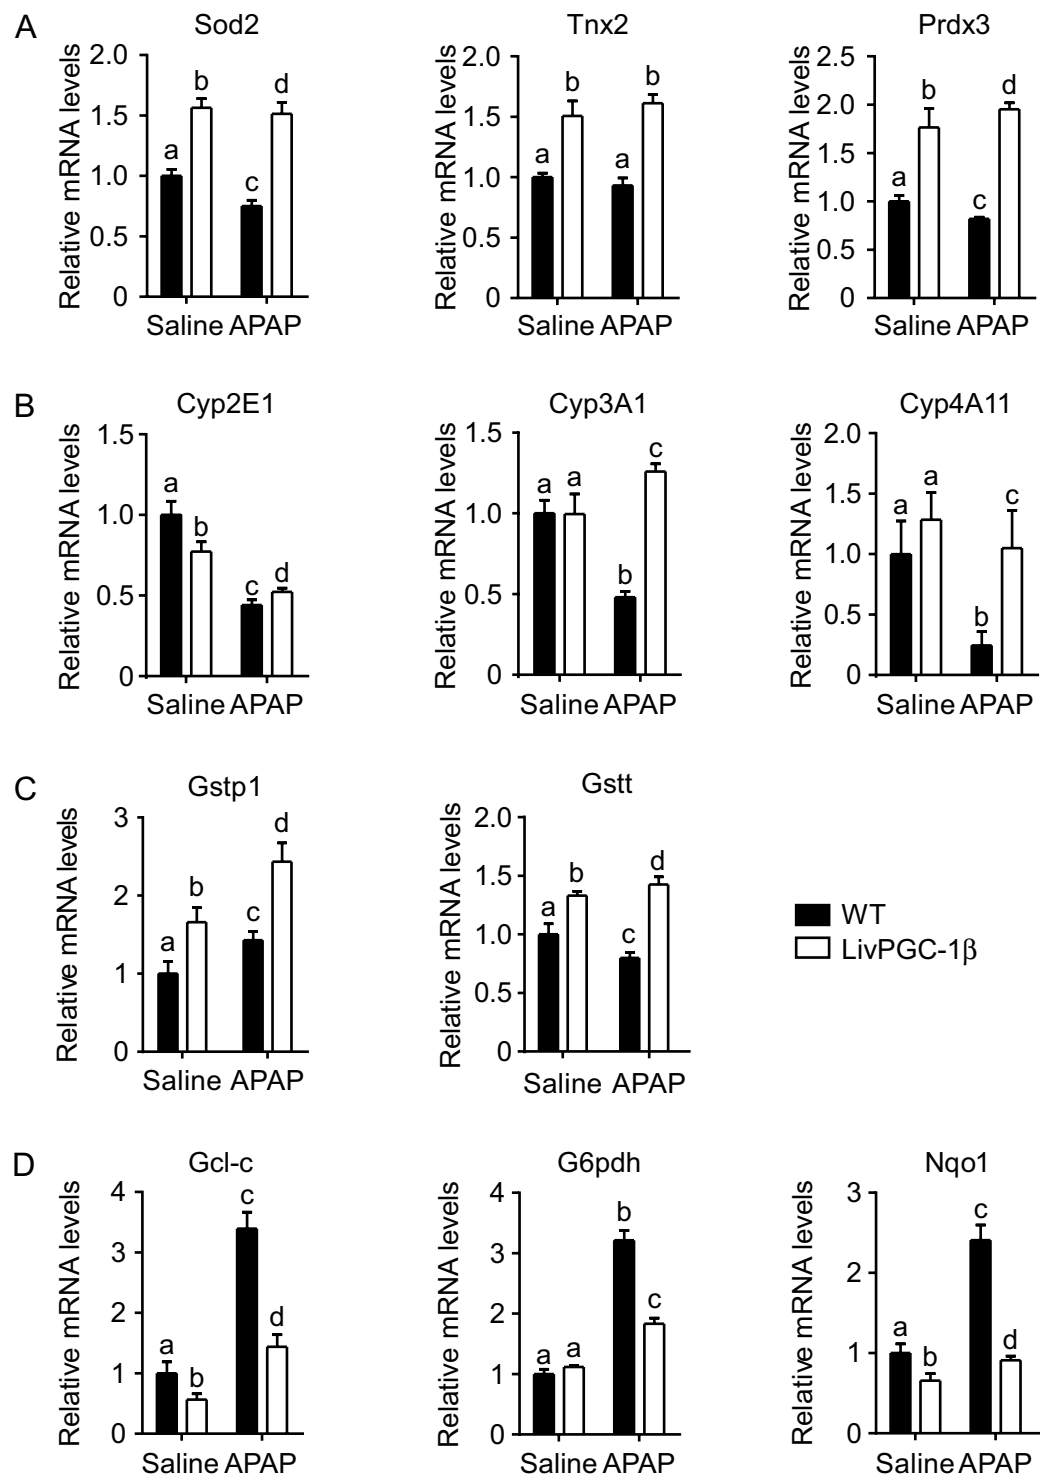 A
Sod2
Tnx2
Prdx3
Relative mRNA levels
2.0
1.5
1.0
0.5
0
a
b
c
d
Saline APAP
Relative mRNA levels
2.0
1.5
1.0
0.5
0
a
b
a
b
Saline APAP
Relative mRNA levels
2.5
2.0
1.5
1.0
0.5
0
a
b
c
d
Saline APAP
B
Cyp2E1
Cyp3A1
Cyp4A11
Relative mRNA levels
1.5
1.0
0.5
0
a
b
c
d
Saline APAP
Relative mRNA levels
1.5
1.0
0.5
0
a
a
b
c
Saline APAP
Relative mRNA levels
2.0
1.5
1.0
0.5
0
a
a
b
c
Saline APAP
C
Gstp1
Gstt
Relative mRNA levels
3
2
1
0
a
b
c
d
Saline APAP
Relative mRNA levels
2.0
1.5
1.0
0.5
0
a
b
c
d
Saline APAP
WT
LivPGC-1β
D
Gcl-c
G6pdh
Nqo1
Relative mRNA levels
4
3
2
1
0
a
b
c
d
Saline APAP
Relative mRNA levels
4
3
2
1
0
a
a
b
c
Saline APAP
Relative mRNA levels
3
2
1
0
a
b
c
d
Saline APAP